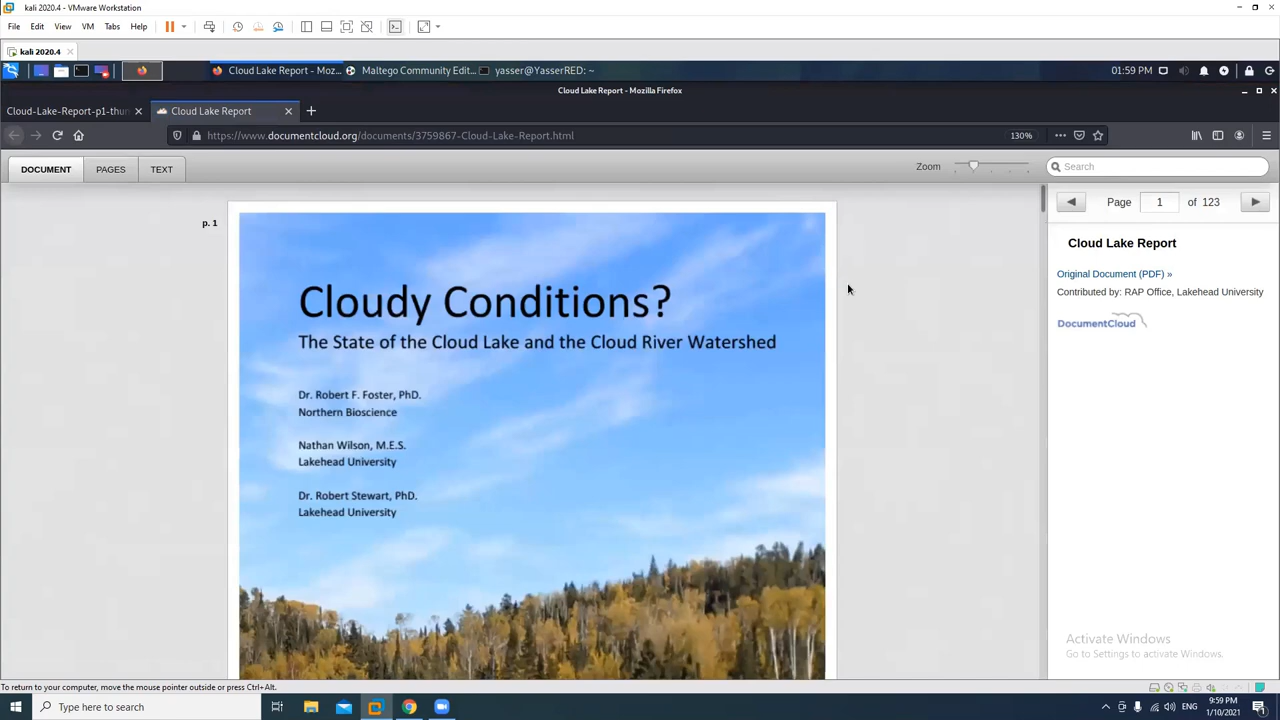 kali 2020.4 - VMware Workstation
File Edit View VM Tabs Help
kali 2020.4
Cloud Lake Report - Moz... Maltego Community Edit... yasser@YasserRED: ~ 01:59 PM
Cloud Lake Report - Mozilla Firefox
Cloud-Lake-Report-p1-thun Cloud Lake Report
https://www.documentcloud.org/documents/3759867-Cloud-Lake-Report.html 130%
DOCUMENT PAGES TEXT Zoom Search
p. 1
Page 1 of 123
Cloud Lake Report
Original Document (PDF) »
Contributed by: RAP Office, Lakehead University
DocumentCloud
Cloudy Conditions?
The State of the Cloud Lake and the Cloud River Watershed
Dr. Robert F. Foster, PhD.
Northern Bioscience
Nathan Wilson, M.E.S.
Lakehead University
Dr. Robert Stewart, PhD.
Lakehead University
Activate Windows
Go to Settings to activate Windows.
To return to your computer, move the mouse pointer outside or press Ctrl+Alt.
Type here to search ENG 9:59 PM
1/10/2021